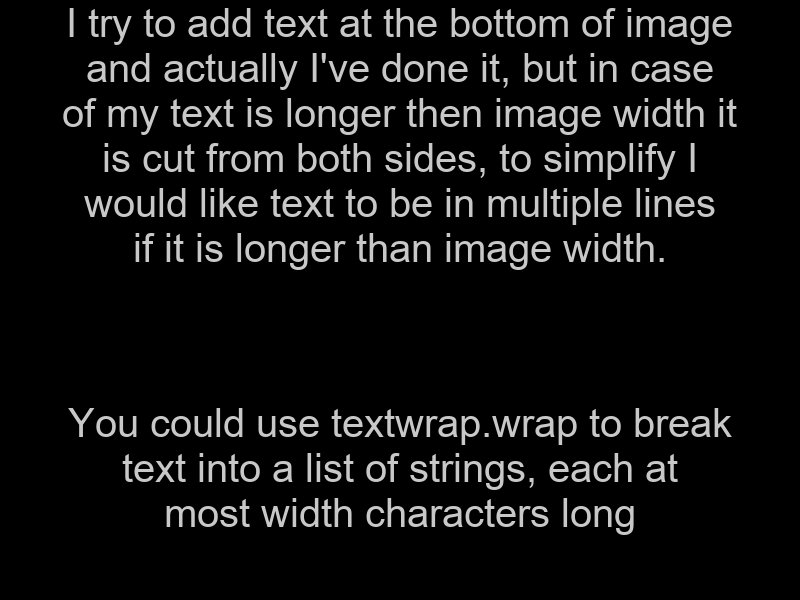 I try to add text at the bottom of image
and actually I've done it, but in case
of my text is longer then image width it
is cut from both sides, to simplify I
would like text to be in multiple lines
if it is longer than image width.
You could use textwrap.wrap to break
text into a list of strings, each at
most width characters long